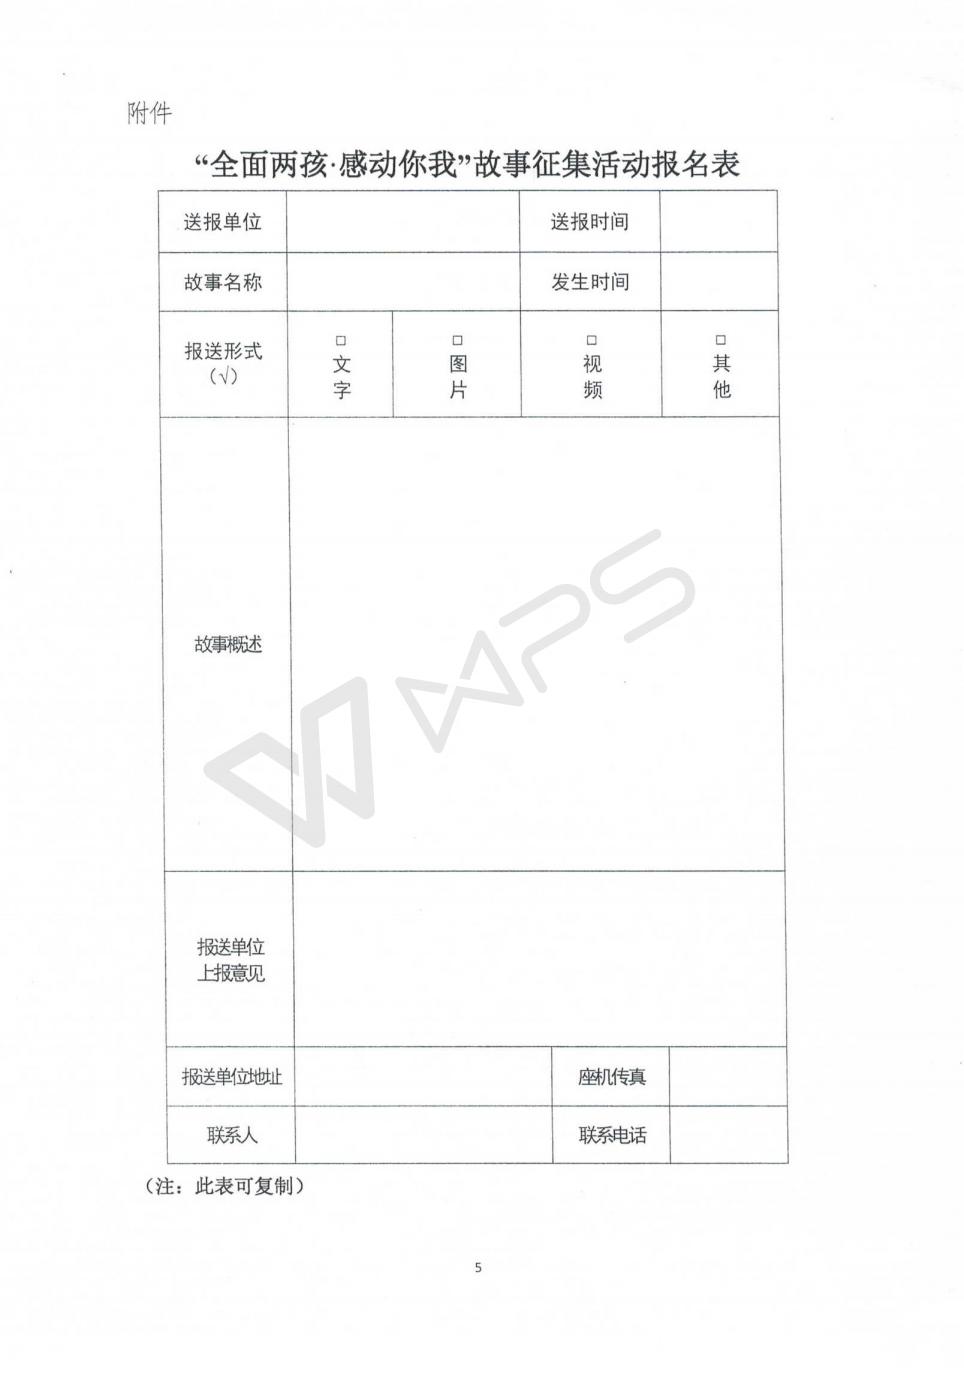 附件
“全面两孩·感动你我”故事征集活动报名表
送报单位 送报时间
故事名称 发生时间
报送形式
（√）
□ □ □ □
文 图 视 其
字 片 频 他
故事概述
WPS
报送单位
上报意见
报送单位地址 座机传真
联系人 联系电话
（注：此表可复制）
5